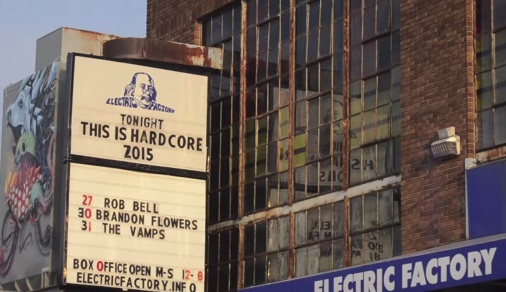 ELECTRIC FACTORY
TONIGHT
THIS IS HARDCORE
2015
27 ROB BELL
30 BRANDON FLOWERS
31 THE VAMPS
BOX OFFICE OPEN M-S 12-6
ELECTRICFACTORY.INFO
ELECTRIC FACTORY